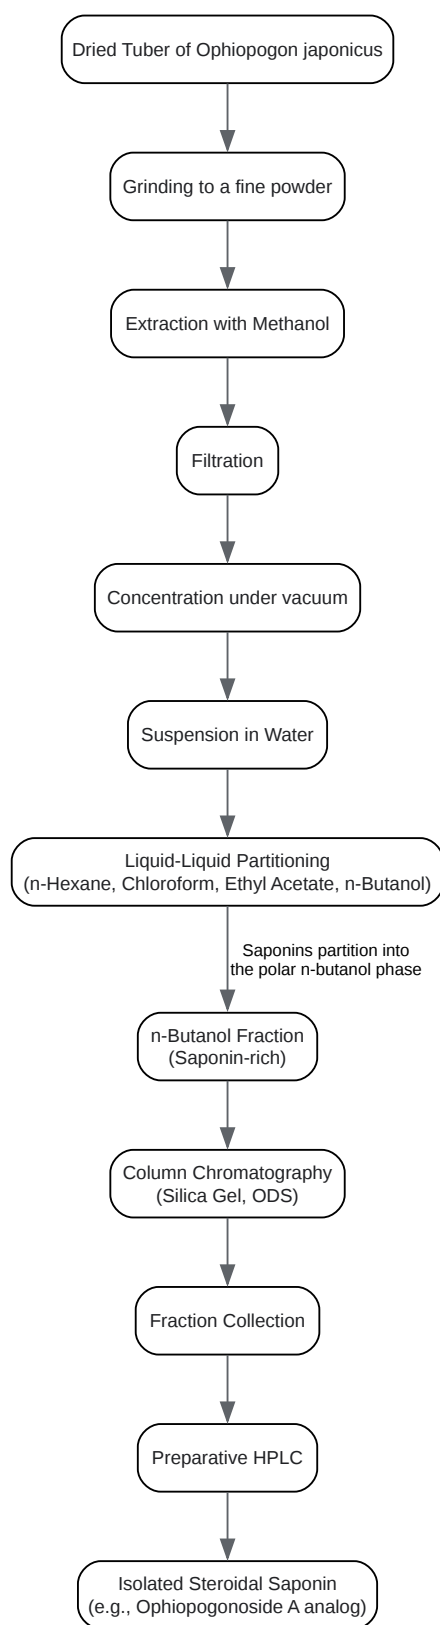 Dried Tuber of Ophiopogon japonicus
Grinding to a fine powder
Extraction with Methanol
Filtration
Concentration under vacuum
Suspension in Water
Liquid-Liquid Partitioning
(n-Hexane, Chloroform, Ethyl Acetate, n-Butanol)
Saponins partition into
the polar n-butanol phase
n-Butanol Fraction
(Saponin-rich)
Column Chromatography
(Silica Gel, ODS)
Fraction Collection
Preparative HPLC
Isolated Steroidal Saponin
(e.g., Ophiopogonoside A analog)